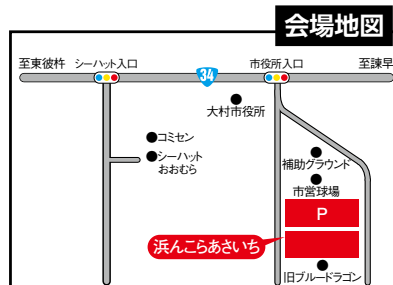 会場地図
至東彼杵
シーハット入口
34
市役所入口
至諫早
大村市役所
コミセン
シーハット
おおむら
補助グラウンド
市営球場
P
浜んこらあさいち
旧ブルードラゴン